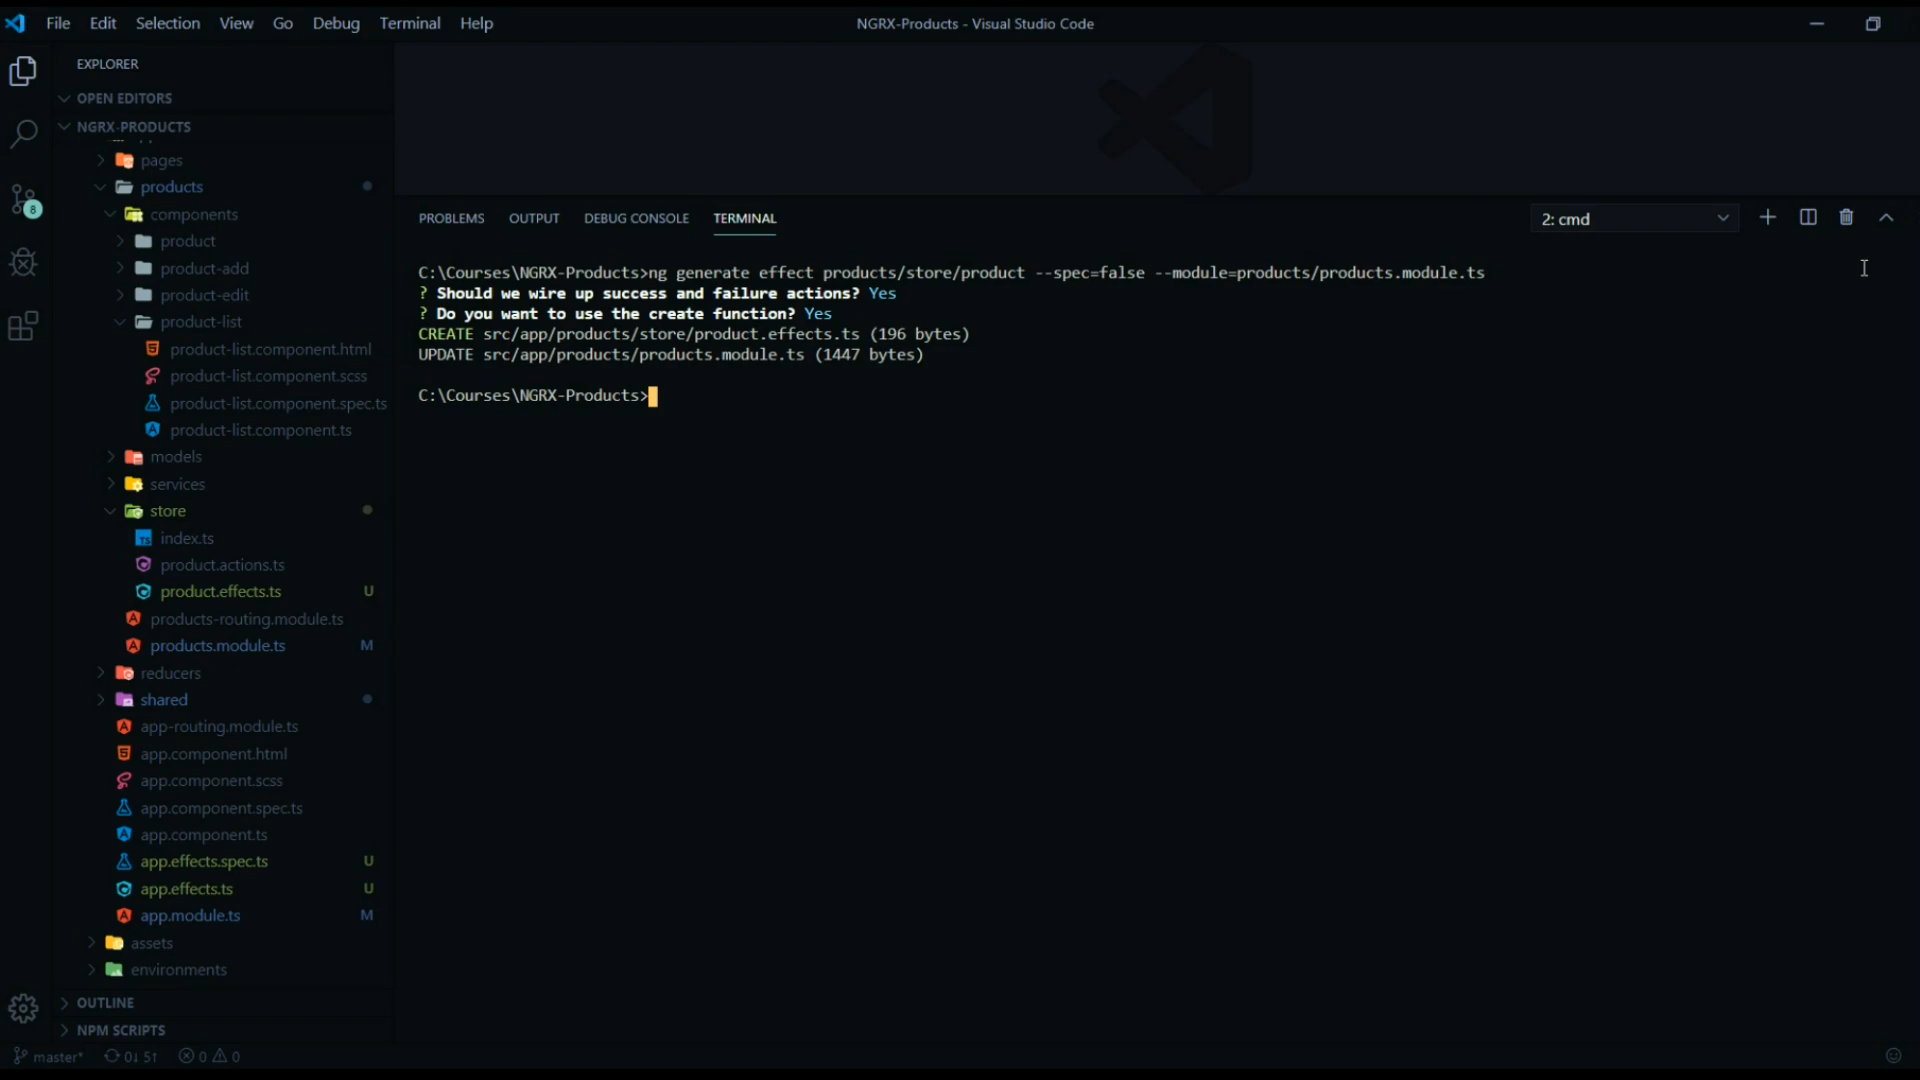 File Edit Selection View Go Debug Terminal Help
NGRX-Products - Visual Studio Code
EXPLORER
OPEN EDITORS
NGRX-PRODUCTS
pages
products
components
product
product-add
product-edit
product-list
product-list.component.html
product-list.component.scss
product-list.component.spec.ts
product-list.component.ts
models
services
store
index.ts
product.actions.ts
product.effects.ts U
products-routing.module.ts
products.module.ts M
reducers
shared
app-routing.module.ts
app.component.html
app.component.scss
app.component.spec.ts
app.component.ts
app.effects.spec.ts U
app.effects.ts U
app.module.ts M
assets
environments
OUTLINE
NPM SCRIPTS
8
PROBLEMS OUTPUT DEBUG CONSOLE TERMINAL
2: cmd
C:\Courses\NGRX-Products>ng generate effect products/store/product --spec=false --module=products/products.module.ts
? Should we wire up success and failure actions? Yes
? Do you want to use the create function? Yes
CREATE src/app/products/store/product.effects.ts (196 bytes)
UPDATE src/app/products/products.module.ts (1447 bytes)
C:\Courses\NGRX-Products>
master* 0↓ 5↑ 0 0